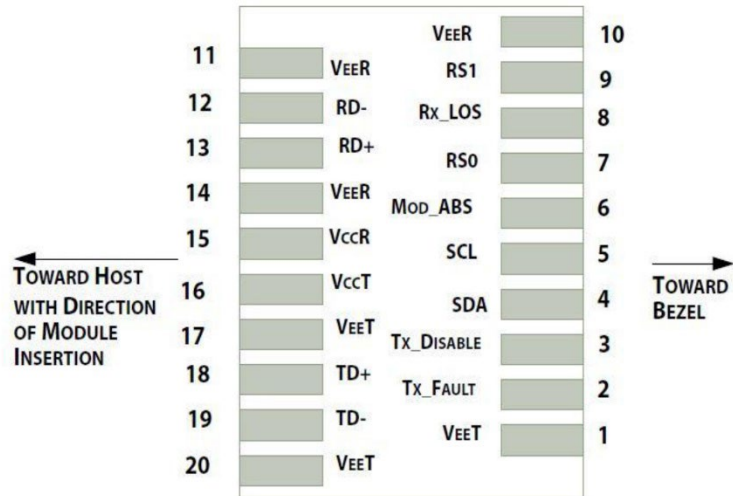 11 VEER
12 RD-
13 RD+
14 VEER
15 VCCR
16 VCCT
17 VEET
18 TD+
19 TD-
20 VEET
VEER 10
RS1 9
RX_LOS 8
RS0 7
MOD_ABS 6
SCL 5
SDA 4
TX_DISABLE 3
TX_FAULT 2
VEET 1
TOWARD HOST
WITH DIRECTION
OF MODULE
INSERTION
TOWARD
BEZEL